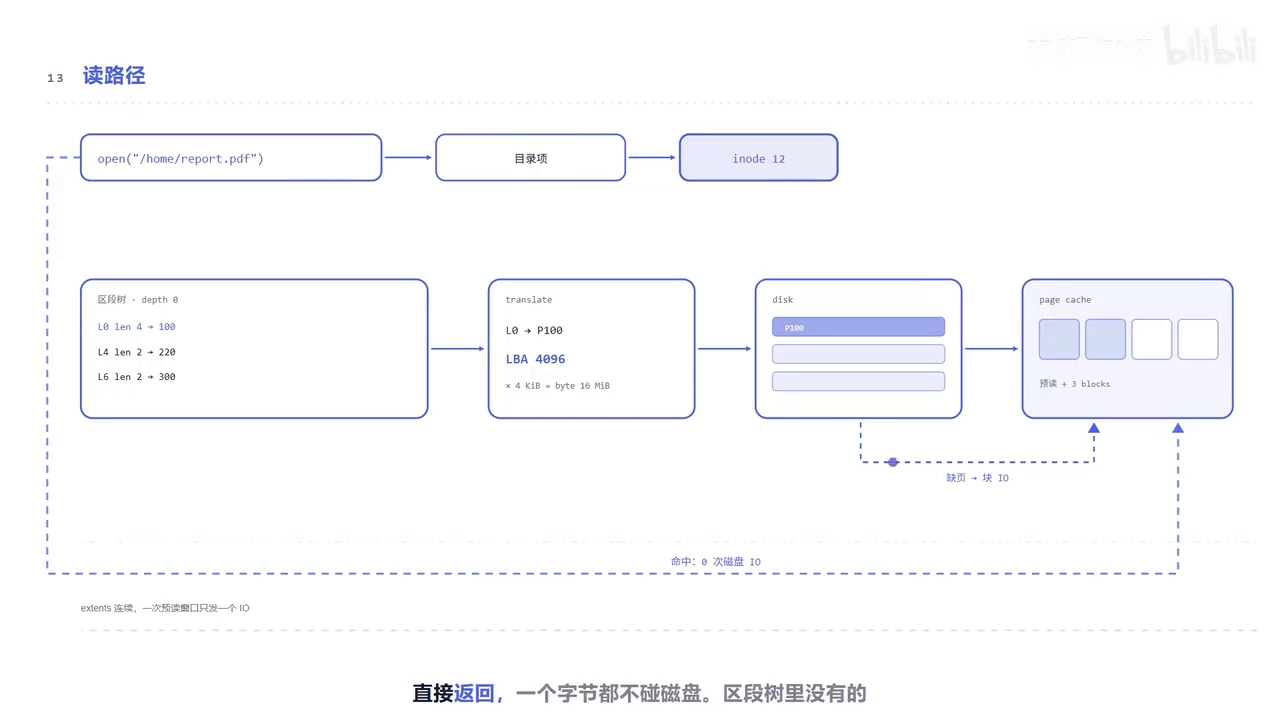 bilibili
13 读路径
open("/home/report.pdf")
目录项
inode 12
区段树 · depth 0
L0 len 4 → 100
L4 len 2 → 220
L6 len 2 → 300
translate
L0 → P100
LBA 4096
× 4 KiB = byte 16 MiB
disk
P100
page cache
预读 + 3 blocks
缺页 → 块 IO
命中: 0 次磁盘 IO
extents 连续，一次预读窗口只发一个 IO
直接返回，一个字节都不碰磁盘。区段树里没有的